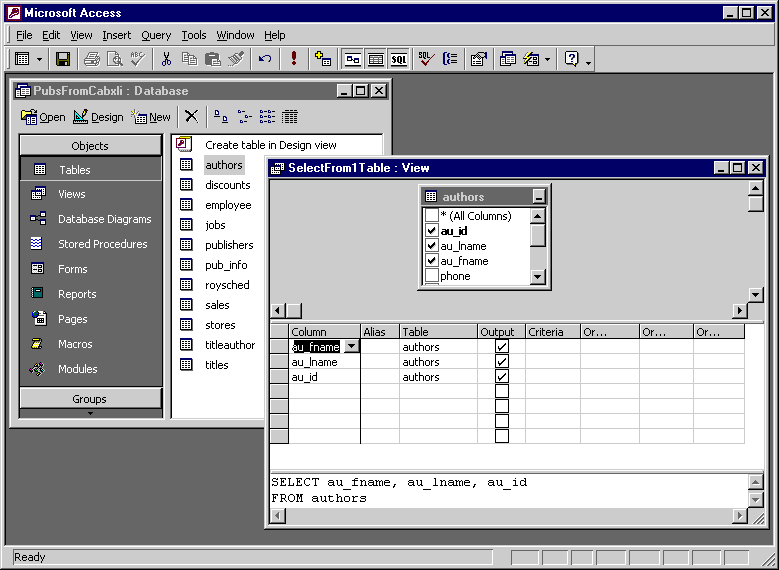 Microsoft Access
File Edit View Insert Query Tools Window Help
SQL SQL
PubsFromCabxli : Database
Open Design New
Objects
Tables
Views
Database Diagrams
Stored Procedures
Forms
Reports
Pages
Macros
Modules
Groups
Create table in Design view
authors
discounts
employee
jobs
publishers
pub_info
roysched
sales
stores
titleauthor
titles
SelectFrom1Table : View
authors
* (All Columns)
au_id
au_lname
au_fname
phone
Column Alias Table Output Criteria Or... Or... Or...
au_fname authors
au_lname authors
au_id authors
SELECT au_fname, au_lname, au_id
FROM authors
Ready